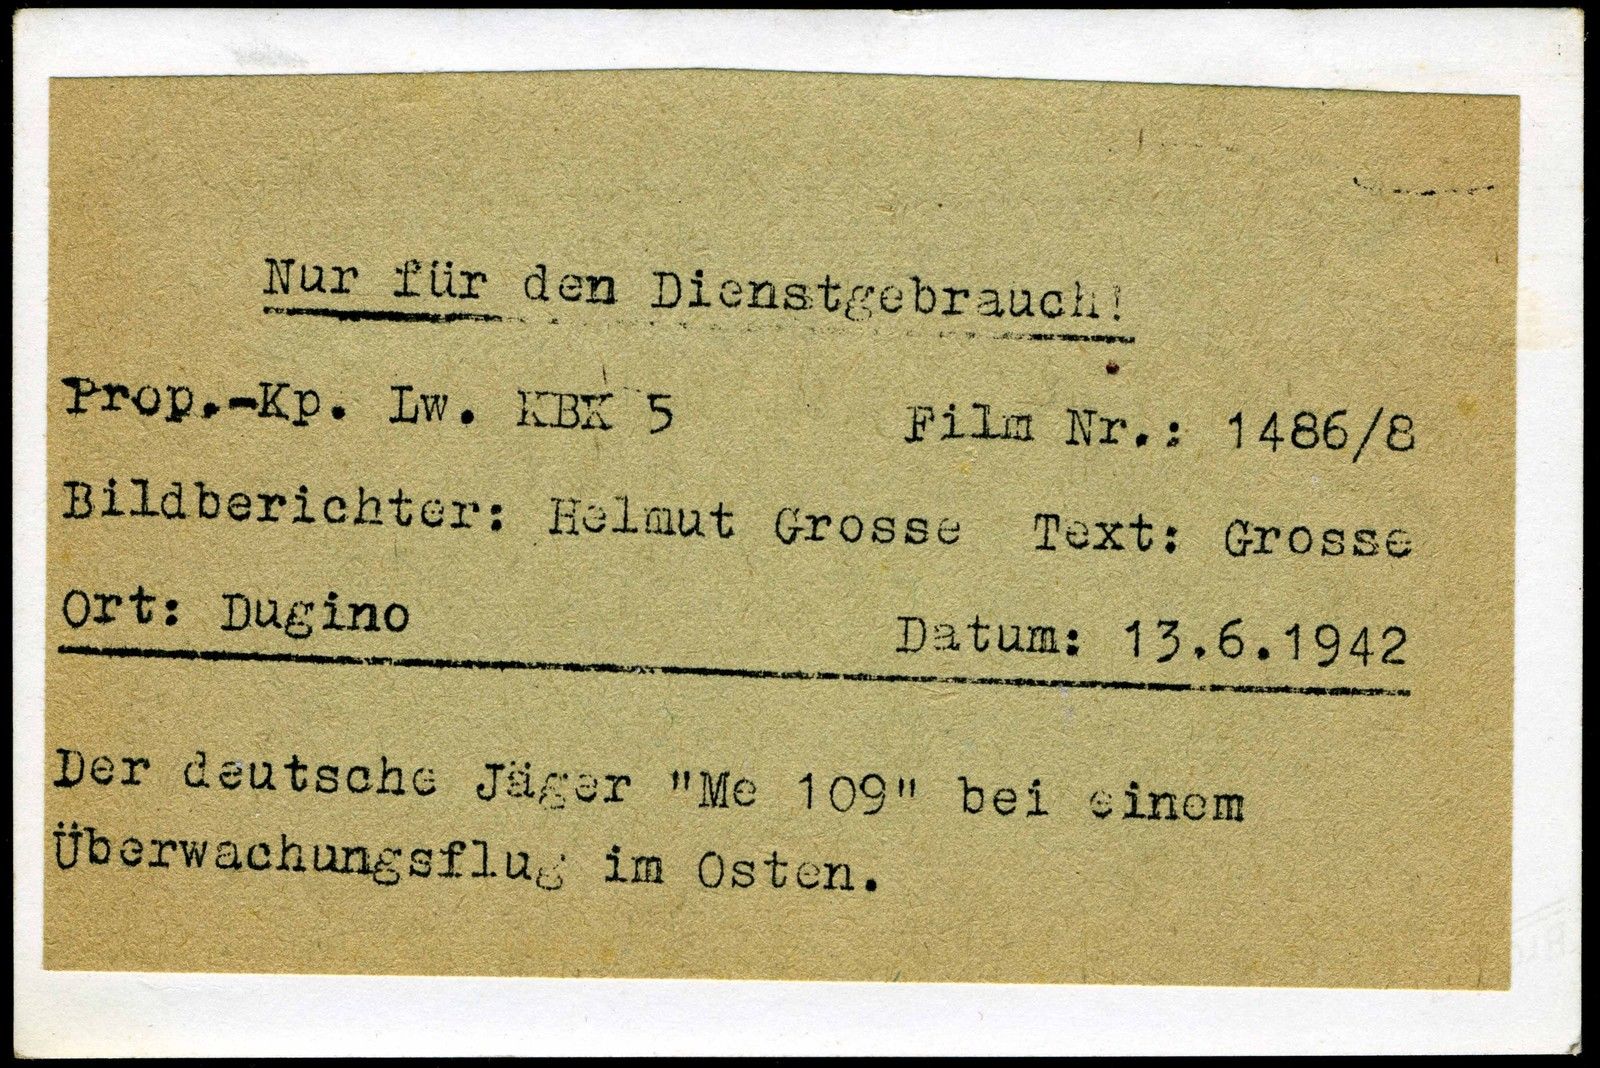 Nur für den Dienstgebrauch!
Prop.-Kp. Lw. KBK 5 Film Nr.: 1486/8
Bildberichter: Helmut Grosse Text: Grosse
Ort: Dugino Datum: 13.6.1942
Der deutsche Jäger "Me 109" bei einem
Überwachungsflug im Osten.